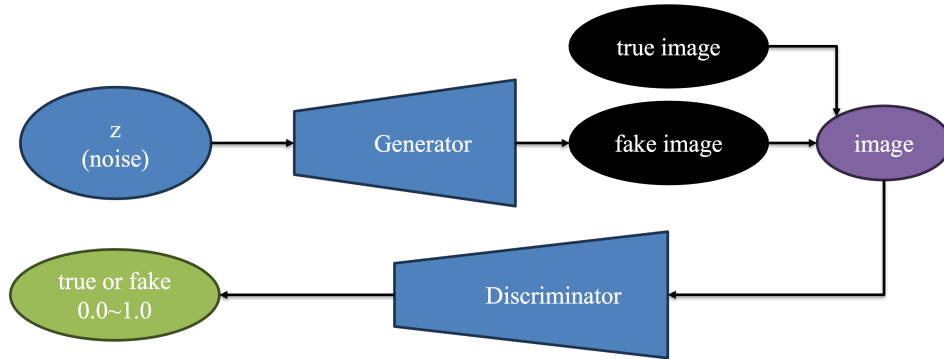 true image
z
(noise)
Generator
fake image
image
true or fake
0.0~1.0
Discriminator